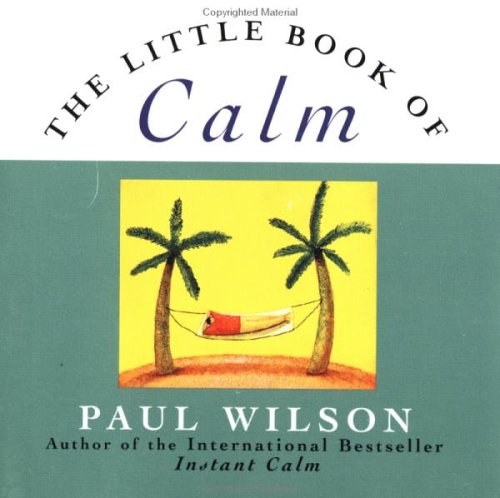 Copyrighted Material
THE LITTLE BOOK OF
Calm
PAUL WILSON
Author of the International Bestseller
Instant Calm